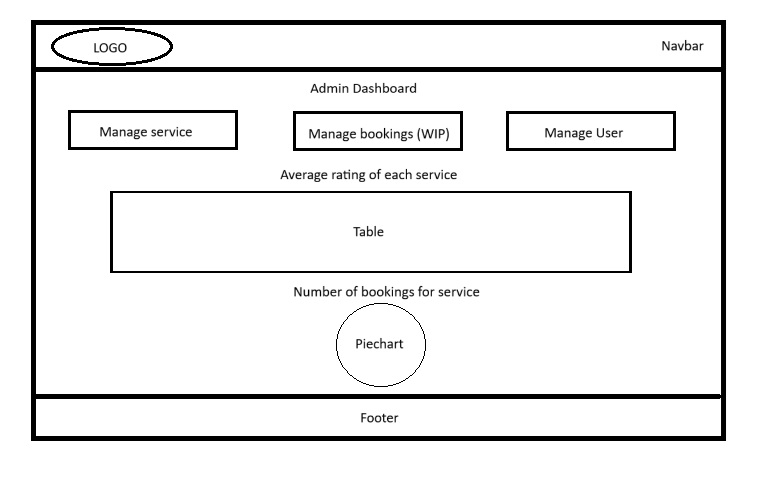 LOGO
Navbar
Admin Dashboard
Manage service
Manage bookings (WIP)
Manage User
Average rating of each service
Table
Number of bookings for service
Piechart
Footer